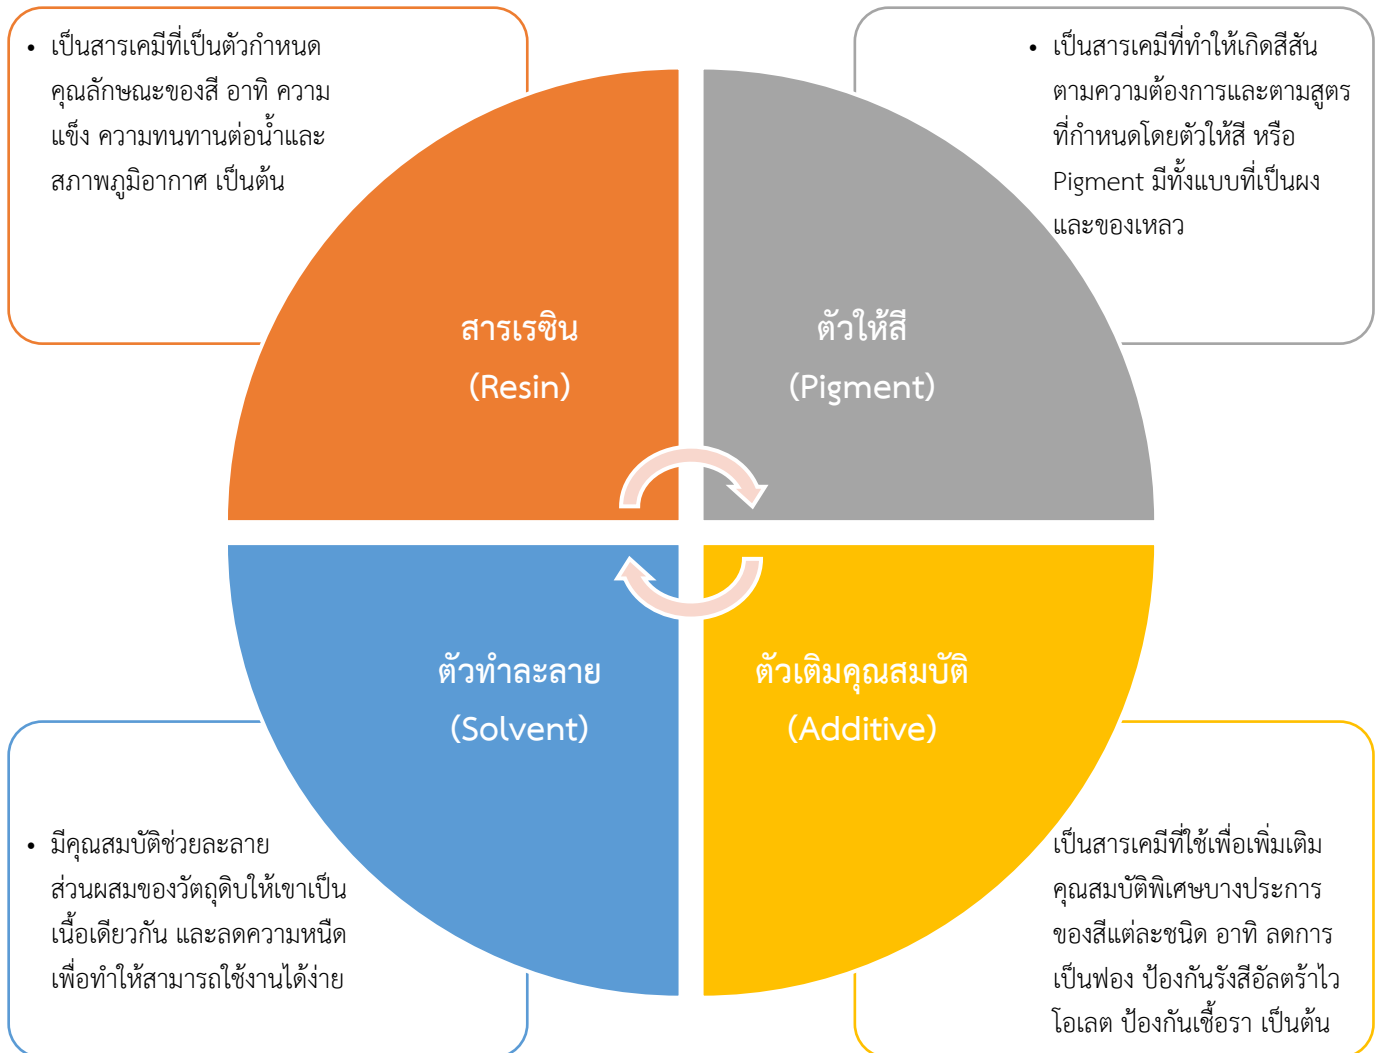 • เป็นสารเคมีที่เป็นตัวกำหนด
คุณลักษณะของสี อาทิ ความ
แข็ง ความทนทานต่อน้ำและ
สภาพภูมิอากาศ เป็นต้น
• เป็นสารเคมีที่ทำให้เกิดสีสัน
ตามความต้องการและตามสูตร
ที่กำหนดโดยตัวให้สี หรือ
Pigment มีทั้งแบบที่เป็นผง
และของเหลว
สารเรซิน
(Resin)
ตัวให้สี
(Pigment)
ตัวทำละลาย
(Solvent)
ตัวเติมคุณสมบัติ
(Additive)
• มีคุณสมบัติช่วยละลาย
ส่วนผสมของวัตถุดิบให้เขาเป็น
เนื้อเดียวกัน และลดความหนืด
เพื่อทำให้สามารถใช้งานได้ง่าย
เป็นสารเคมีที่ใช้เพื่อเพิ่มเติม
คุณสมบัติพิเศษบางประการ
ของสีแต่ละชนิด อาทิ ลดการ
เป็นฟอง ป้องกันรังสีอัลตร้าไว
โอเลต ป้องกันเชื้อรา เป็นต้น